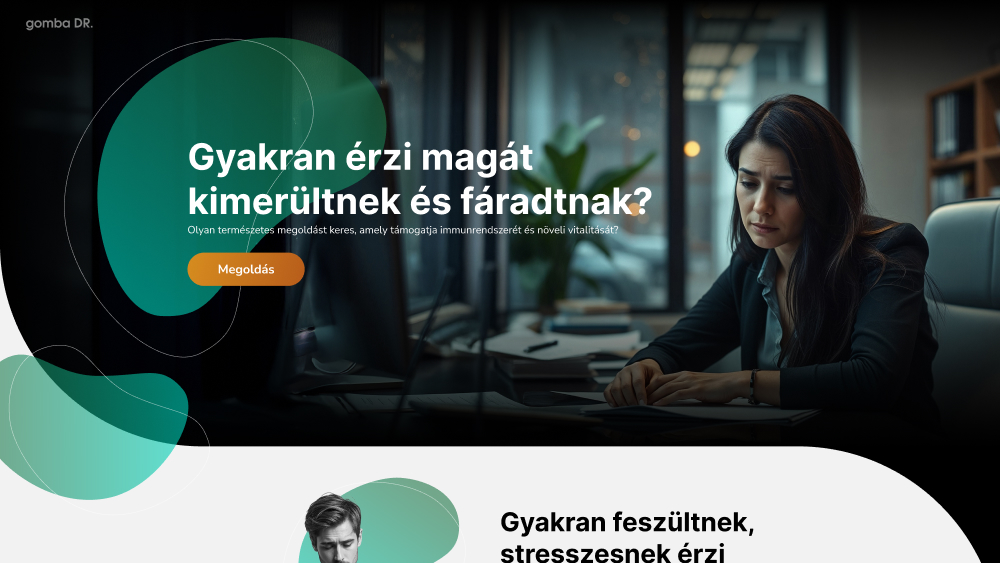 gomba DR.
Gyakran érzi magát
kimerültnek és fáradtnak?
Olyan természetes megoldást keres, amely támogatja immunrendszerét és növeli vitalitását?
Megoldás
Gyakran feszültnek,
stresszesnek érzi